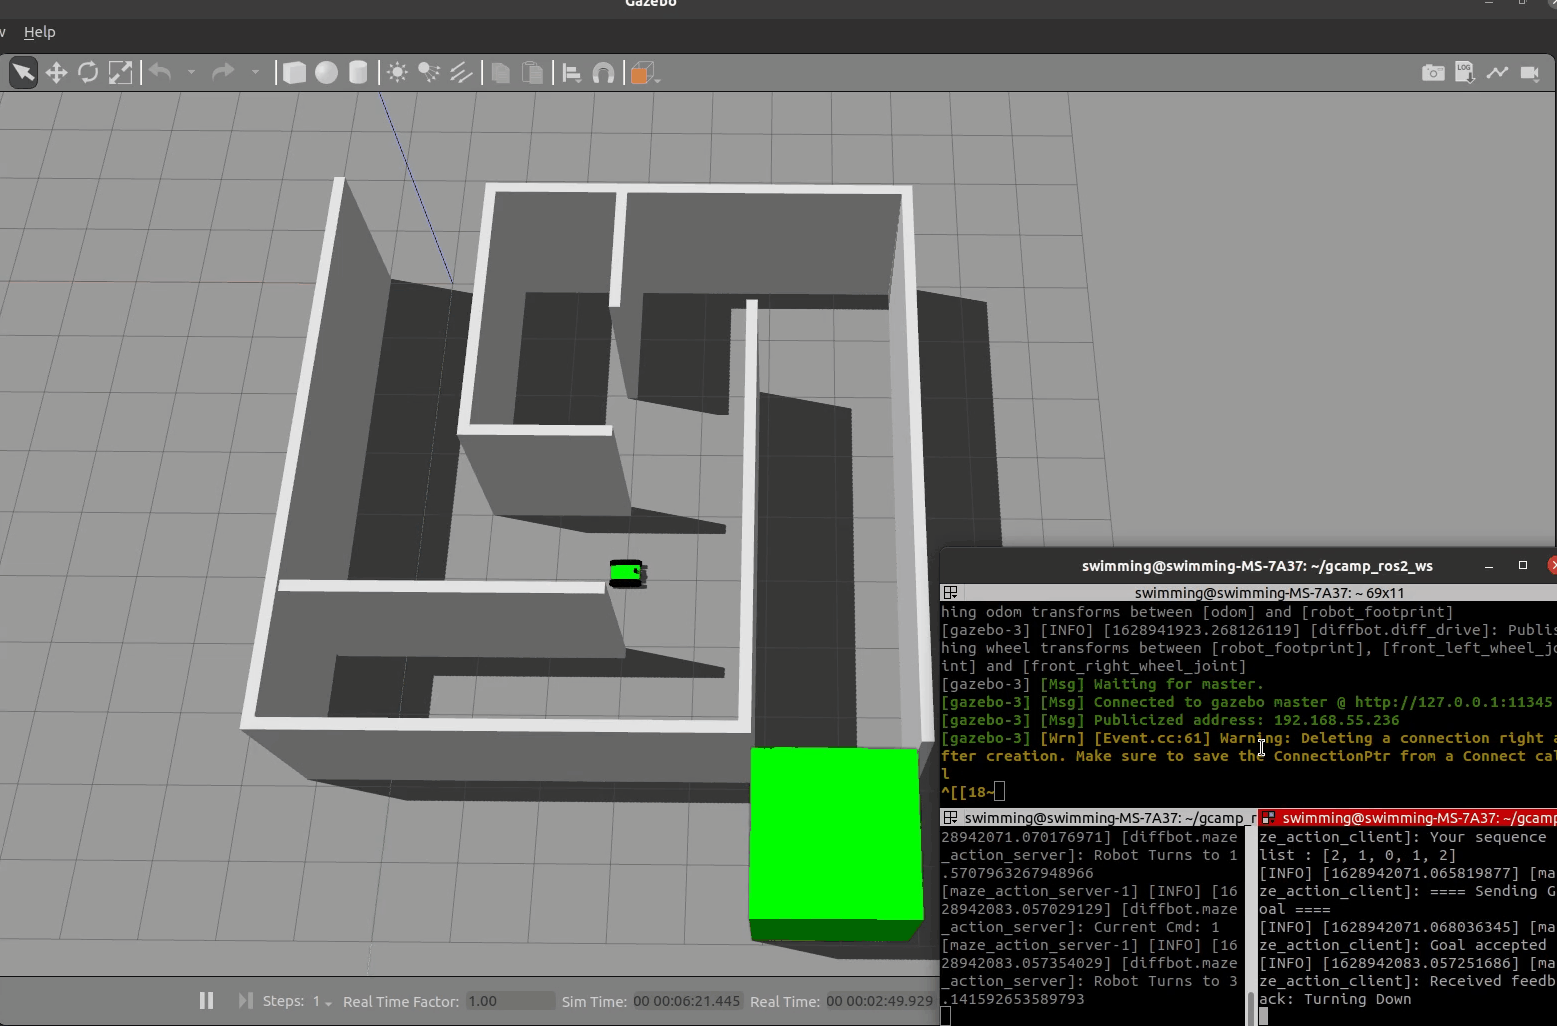 Gazebo
Help
LOG
swimming@swimming-MS-7A37: ~/gcamp_ros2_ws
swimming@swimming-MS-7A37: ~ 69x11
hing odom transforms between [odom] and [robot_footprint]
[gazebo-3] [INFO] [1628941923.268126119] [diffbot.diff_drive]: Publis
hing wheel transforms between [robot_footprint], [front_left_wheel_jo
int] and [front_right_wheel_joint]
[gazebo-3] [Msg] Waiting for master.
[gazebo-3] [Msg] Connected to gazebo master @ http://127.0.0.1:11345
[gazebo-3] [Msg] Publicized address: 192.168.55.236
[gazebo-3] [Wrn] [Event.cc:61] Warning: Deleting a connection right a
fter creation. Make sure to save the ConnectionPtr from a Connect cal
l
^[[18~
swimming@swimming-MS-7A37: ~/gcamp_r
28942071.070176971] [diffbot.maze
_action_server]: Robot Turns to 1
.5707963267948966
[maze_action_server-1] [INFO] [16
28942083.057029129] [diffbot.maze
_action_server]: Current Cmd: 1
[maze_action_server-1] [INFO] [16
28942083.057354029] [diffbot.maze
_action_server]: Robot Turns to 3
.141592653589793
swimming@swimming-MS-7A37: ~/gcamp
ze_action_client]: Your sequence
list : [2, 1, 0, 1, 2]
[INFO] [1628942071.065819877] [ma
ze_action_client]: ==== Sending G
oal ====
[INFO] [1628942071.068036345] [ma
ze_action_client]: Goal accepted
[INFO] [1628942083.057251686] [ma
ze_action_client]: Received feedb
ack: Turning Down
Steps: 1 Real Time Factor: 1.00 Sim Time: 00 00:06:21.445 Real Time: 00 00:02:49.929